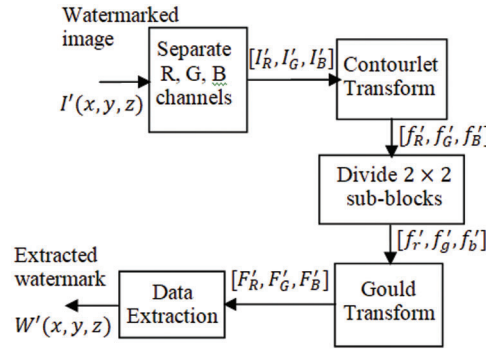 Watermarked
image
I'(x, y, z)
Separate
R, G, B
channels
[I'_R, I'_G, I'_B]
Contourlet
Transform
[f'_R, f'_G, f'_B]
Divide 2 × 2
sub-blocks
[f'_r, f'_g, f'_b]
Gould
Transform
[F'_R, F'_G, F'_B]
Data
Extraction
Extracted
watermark
W'(x, y, z)